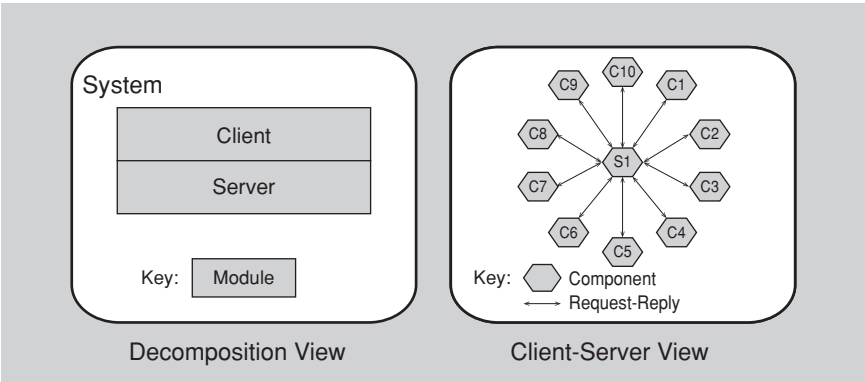 System
Client
Server
Key: Module
Decomposition View
C10
C9
C1
C8
C2
S1
C7
C3
C6
C4
C5
Key: Component
Request-Reply
Client-Server View